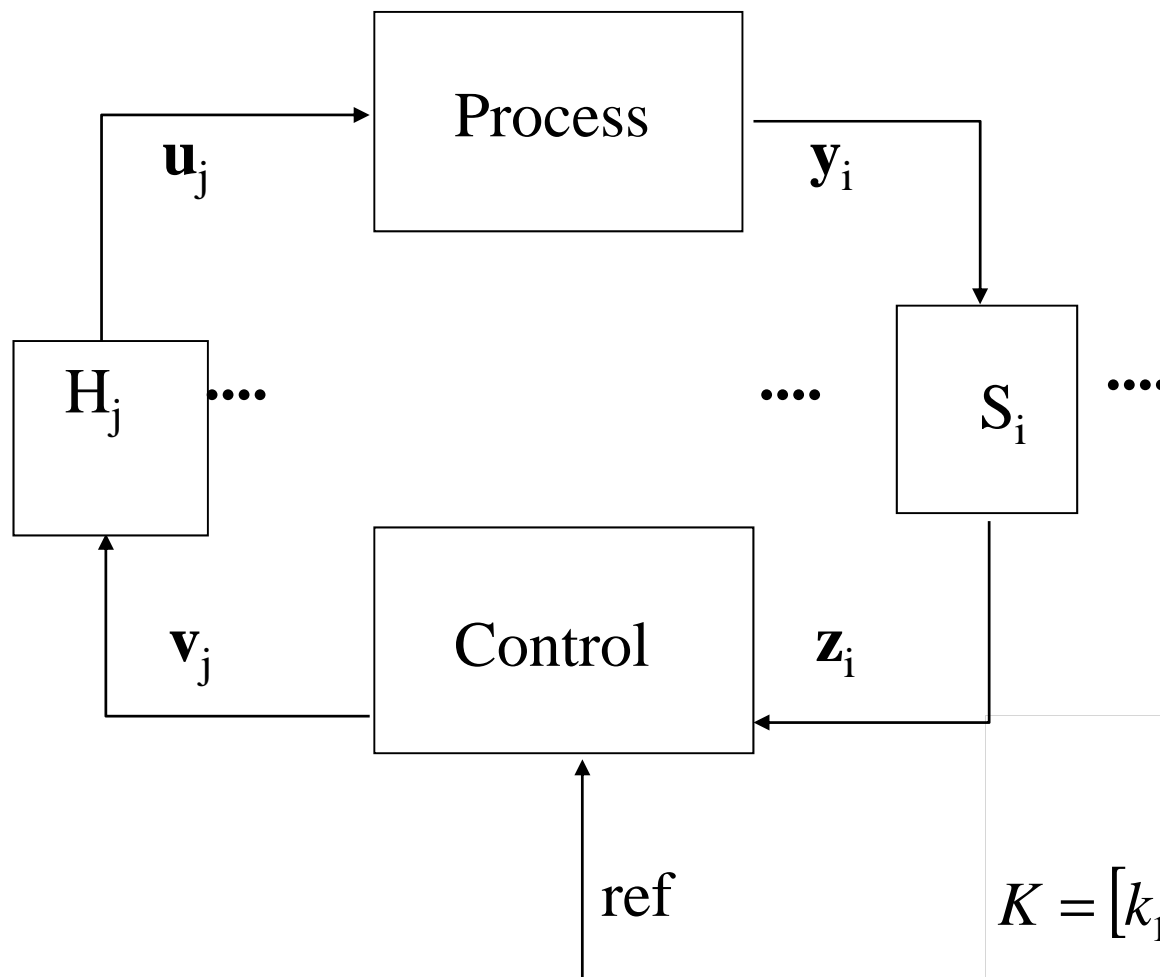 Process
u_j
y_i
H_j
....
....
S_i
....
Control
v_j
z_i
ref
K = [k_1